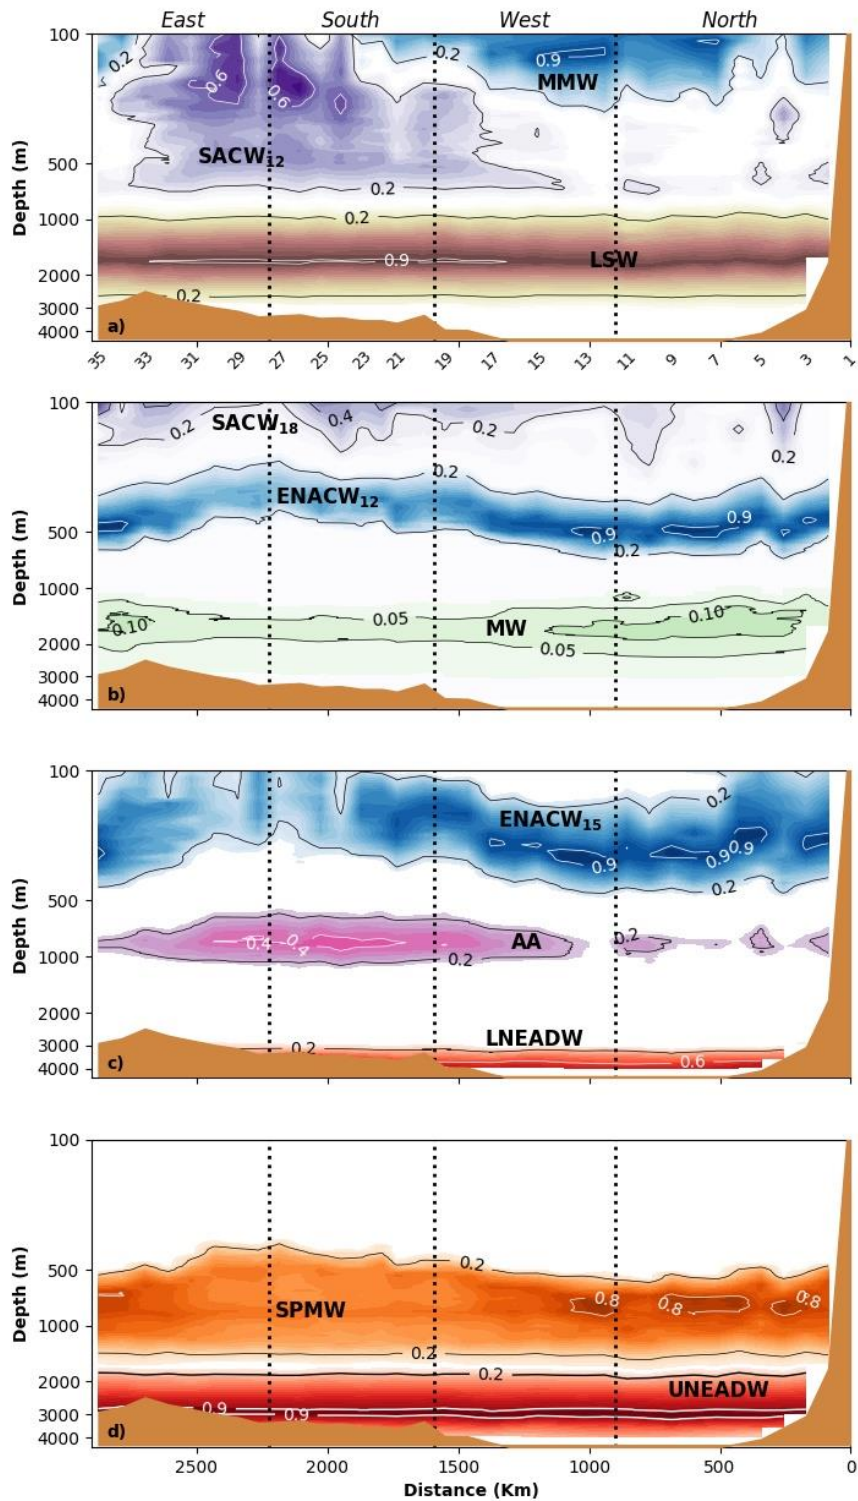 East South West North
100
0.2
0.6
0.6
0.2
0.9
MMW
SACW12
500
0.2
Depth (m)
1000
0.2
0.9
LSW
2000
0.2
3000
4000
a)
35 33 31 29 27 25 23 21 19 17 15 13 11 9 7 5 3 1
100
0.2
SACW18
0.4
0.2
0.2
0.2
ENACW12
0.9
0.9
500
0.2
Depth (m)
1000
0.10
0.05
MW
0.10
0.05
2000
3000
4000
b)
100
0.2
ENACW15
0.9
0.9
0.9
0.2
500
0.4
0.4
AA
0.2
0.2
Depth (m)
1000
2000
LNEADW
3000
0.2
0.6
4000
c)
100
0.2
500
SPMW
0.8
0.8
0.8
Depth (m)
1000
0.2
0.2
2000
UNEADW
0.9
0.9
3000
4000
d)
2500 2000 1500 1000 500 0
Distance (Km)